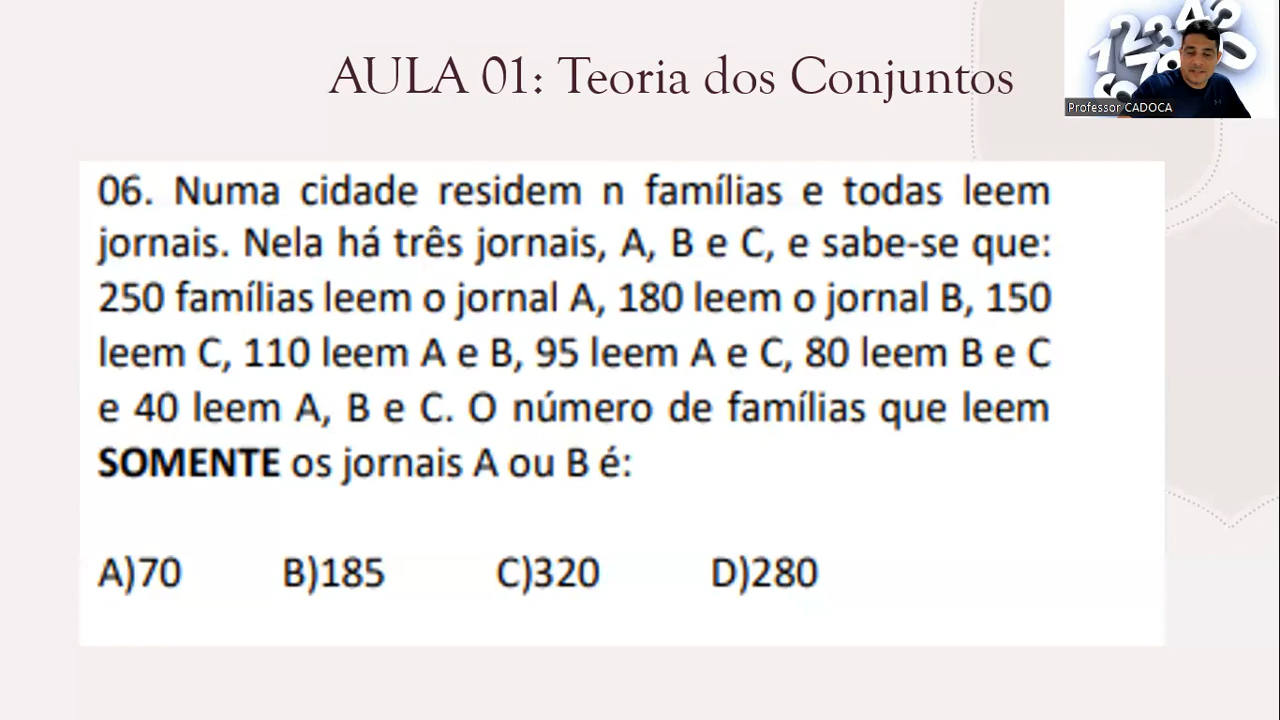 AULA 01: Teoria dos Conjuntos
Professor CADOCA
06. Numa cidade residem n famílias e todas leem
jornais. Nela há três jornais, A, B e C, e sabe-se que:
250 famílias leem o jornal A, 180 leem o jornal B, 150
leem C, 110 leem A e B, 95 leem A e C, 80 leem B e C
e 40 leem A, B e C. O número de famílias que leem
SOMENTE os jornais A ou B é:
A)70 B)185 C)320 D)280